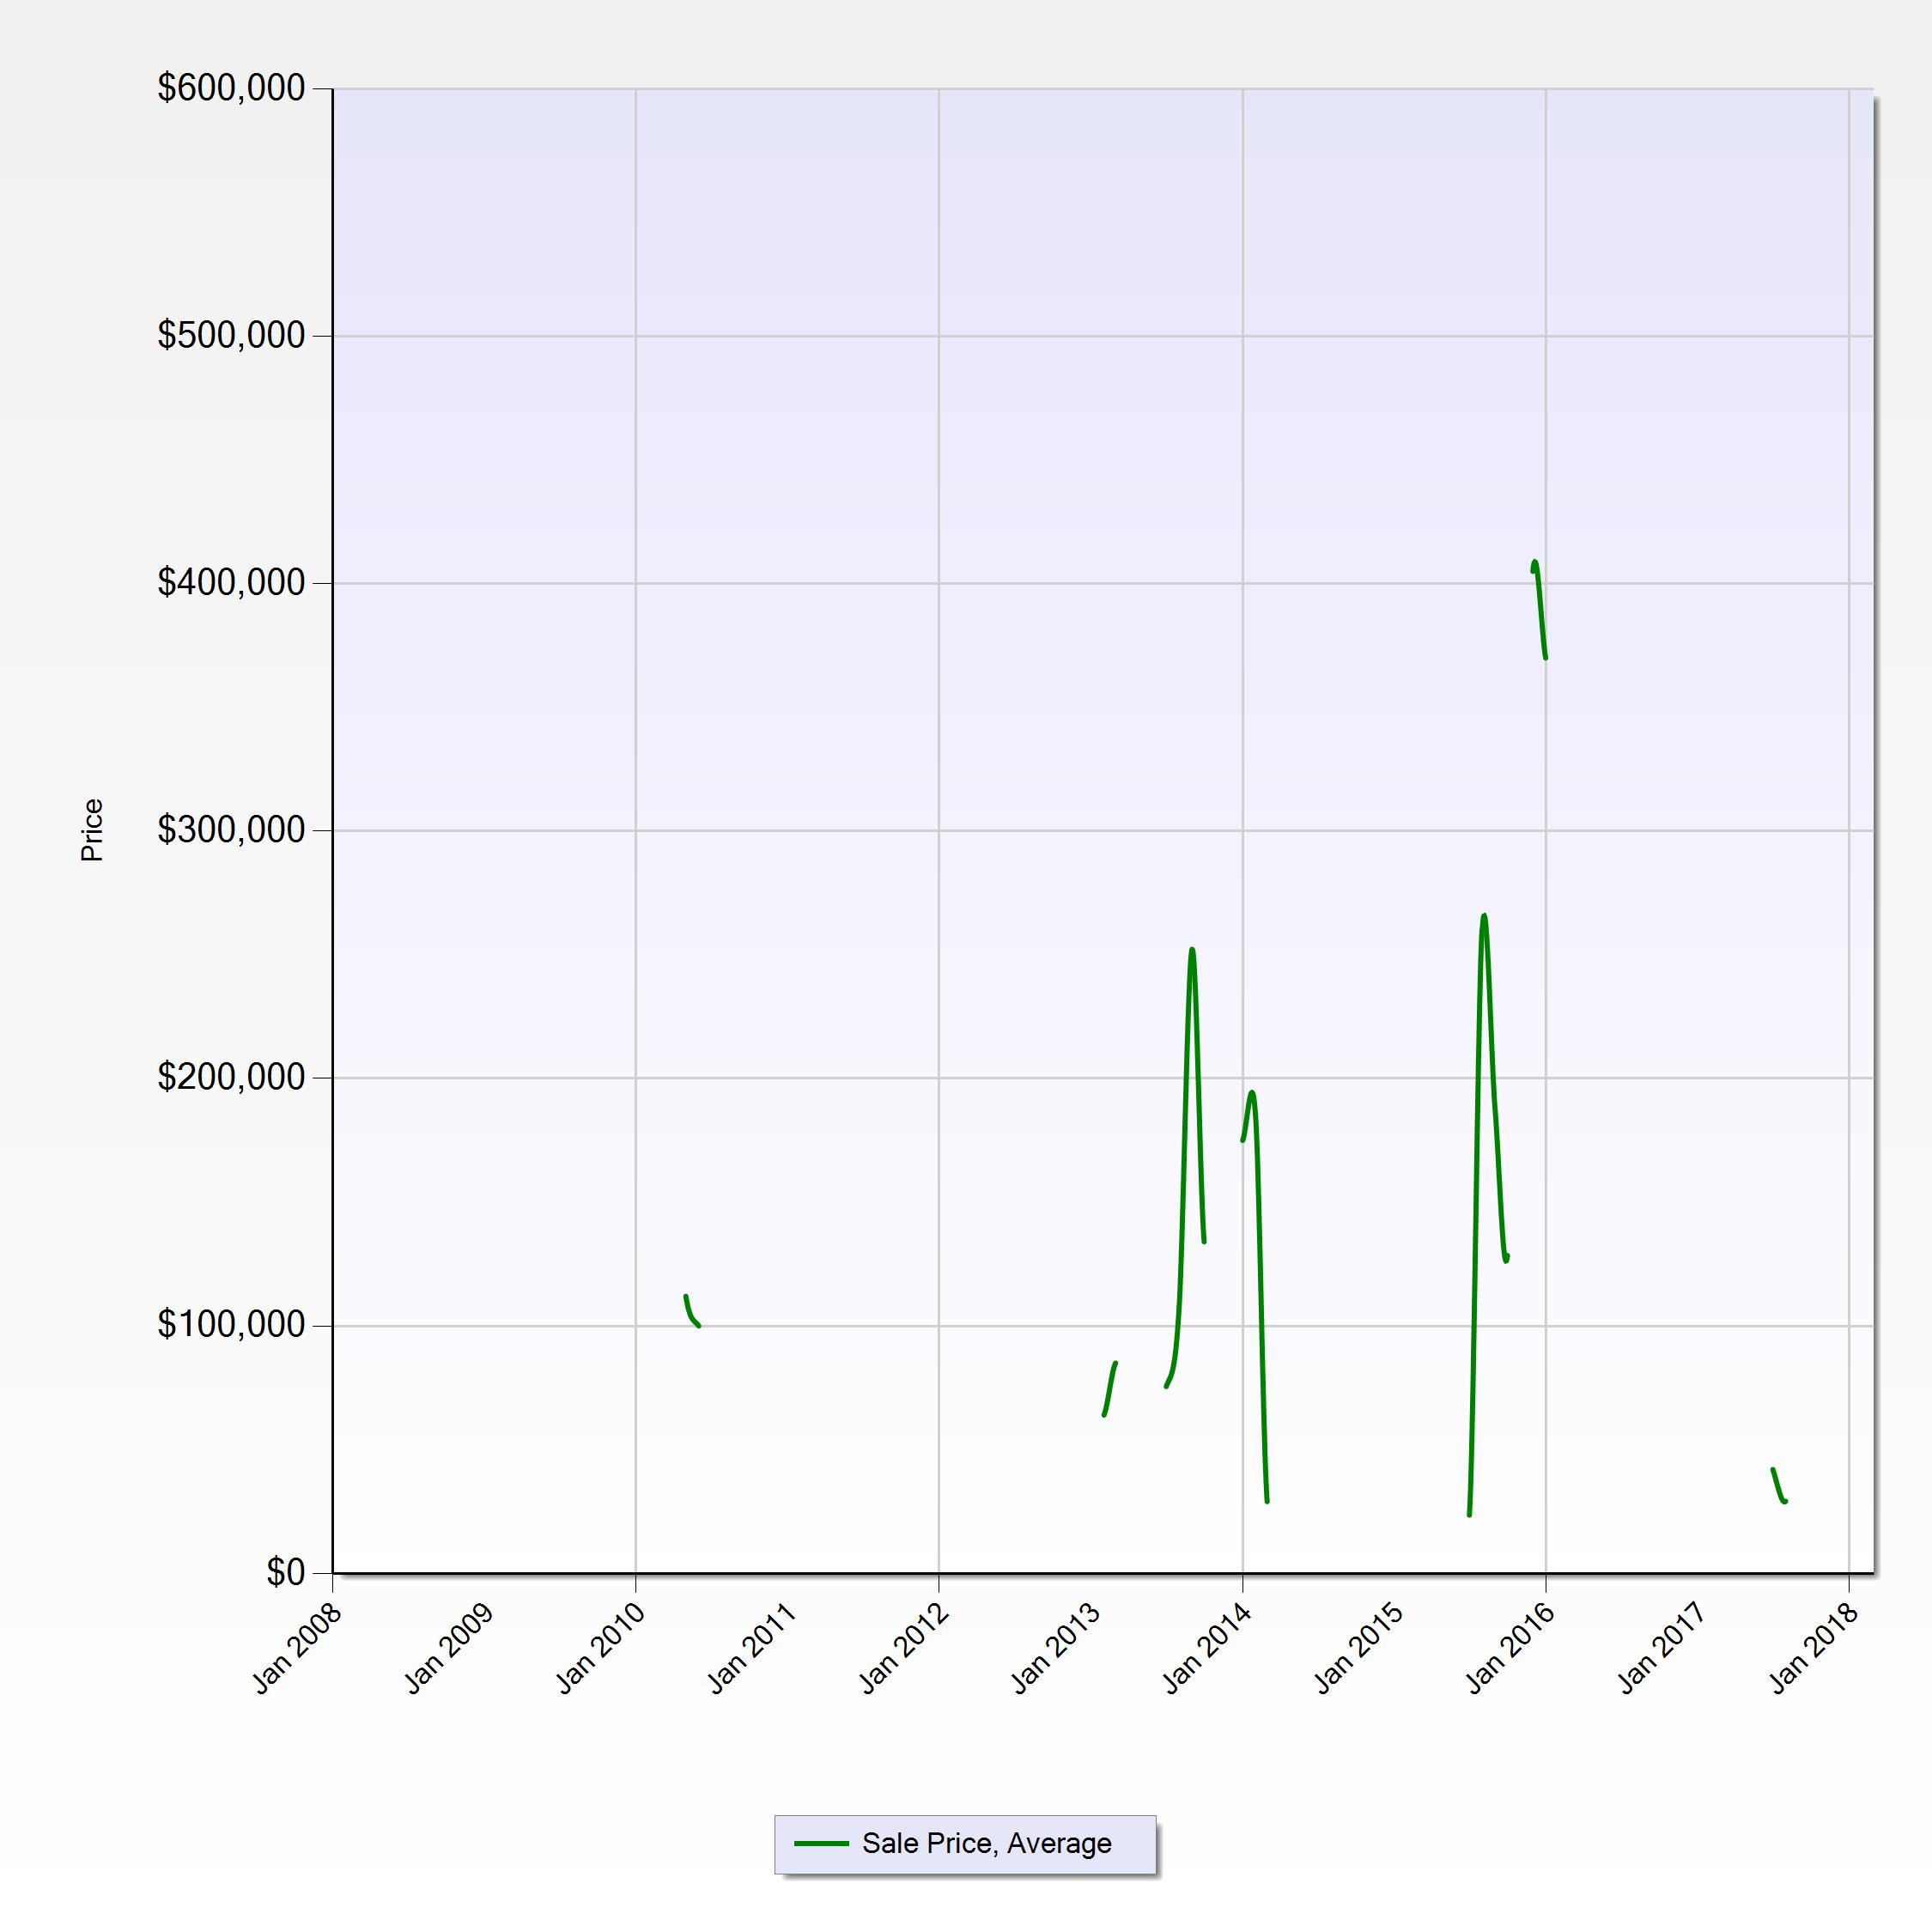 $600,000
$500,000
$400,000
$300,000
$200,000
$100,000
$0
Price
Jan 2008
Jan 2009
Jan 2010
Jan 2011
Jan 2012
Jan 2013
Jan 2014
Jan 2015
Jan 2016
Jan 2017
Jan 2018
Sale Price, Average